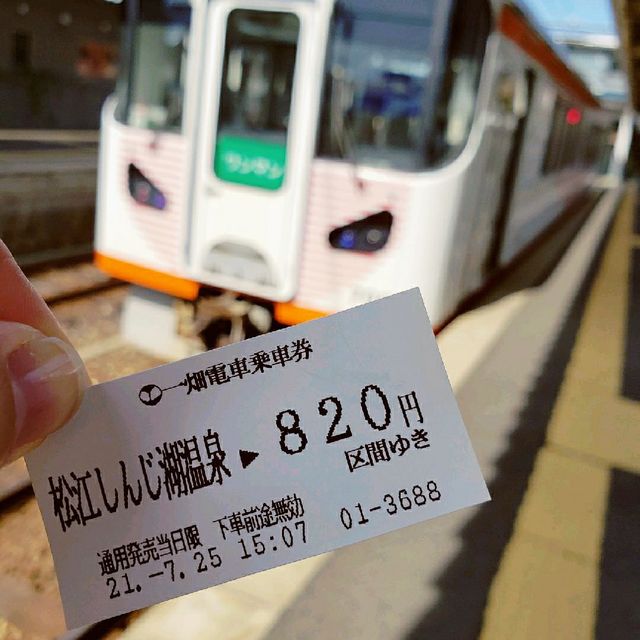 ワンマン
一畑電車乗車券
松江しんじ湖温泉▶820円
区間ゆき
通用発売当日限 下車前途無効
21.-7.25 15:07 01-3688